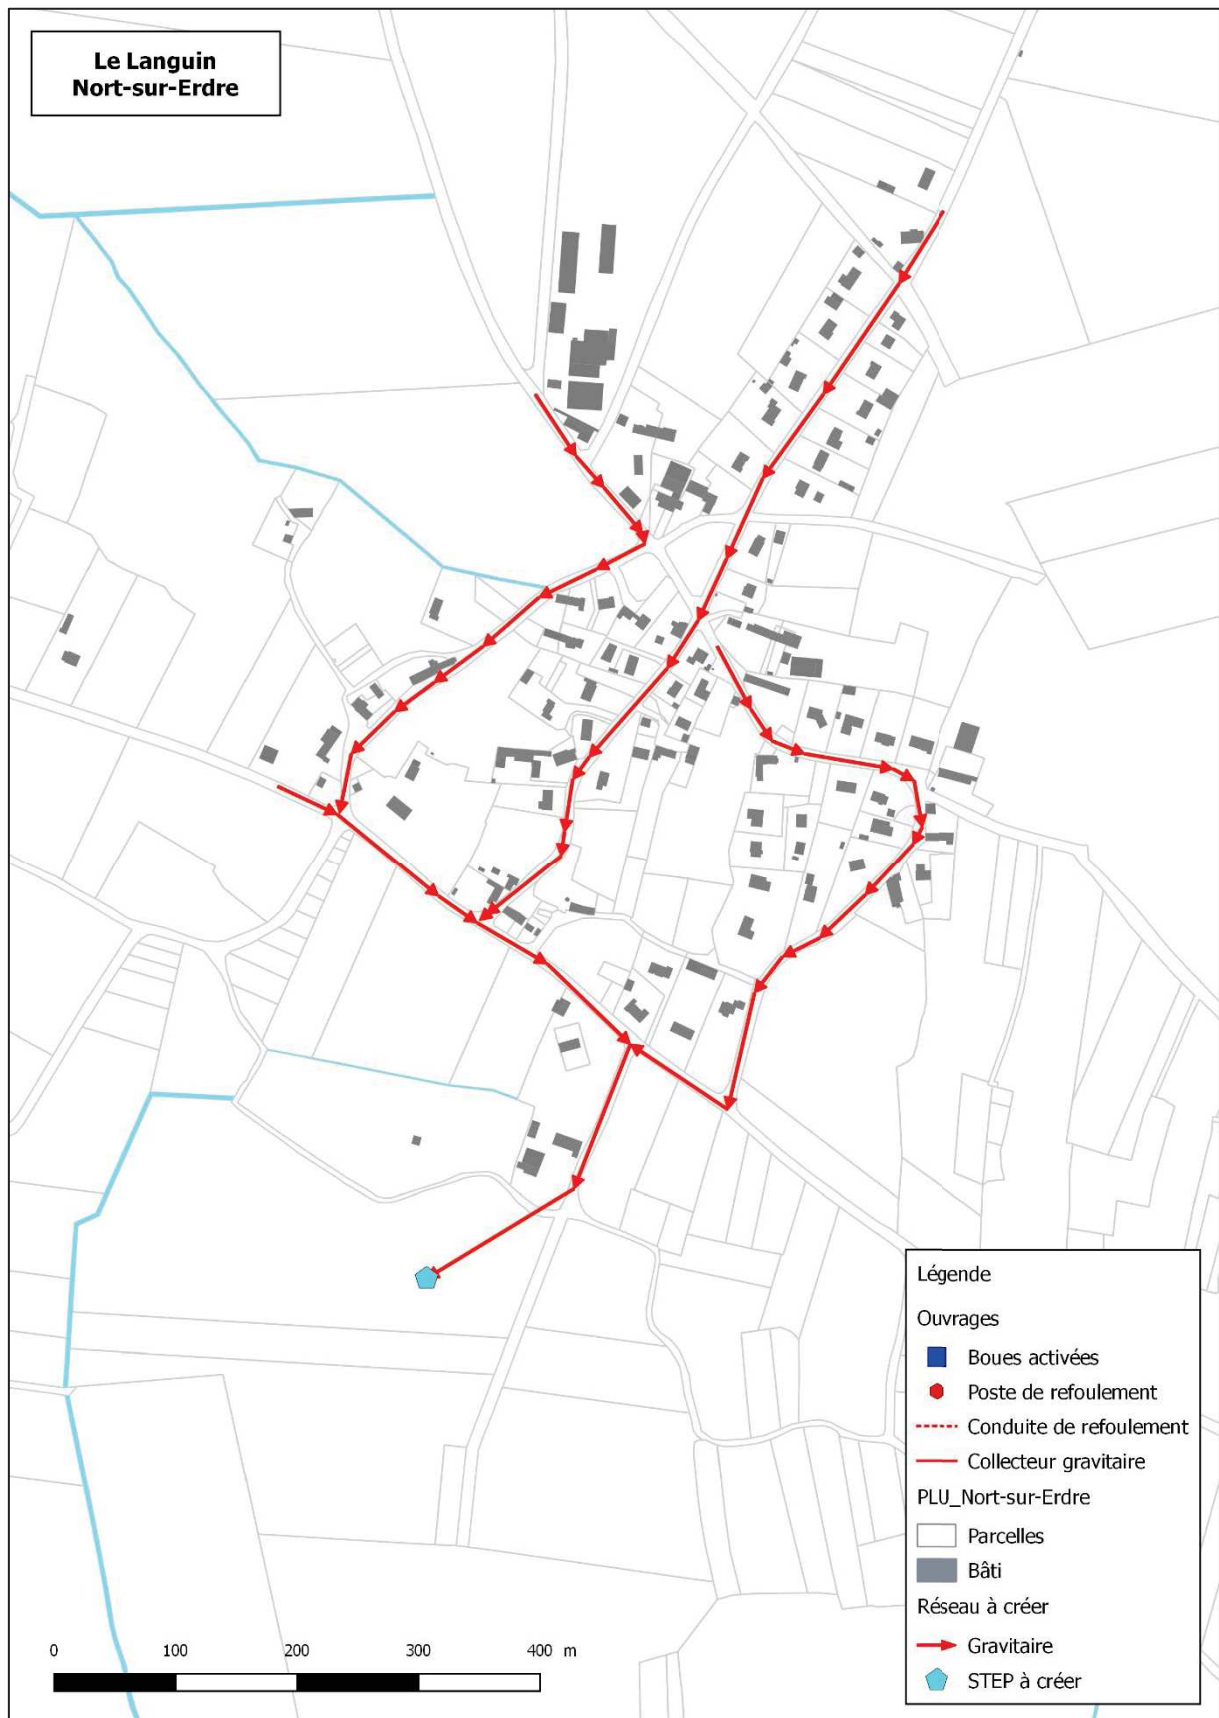 Le Languin
Nort-sur-Erdre
Légende
Ouvrages
Boues activées
Poste de refoulement
Conduite de refoulement
Collecteur gravitaire
PLU_Nort-sur-Erdre
Parcelles
Bâti
Réseau à créer
Gravitaire
STEP à créer
0 100 200 300 400 m